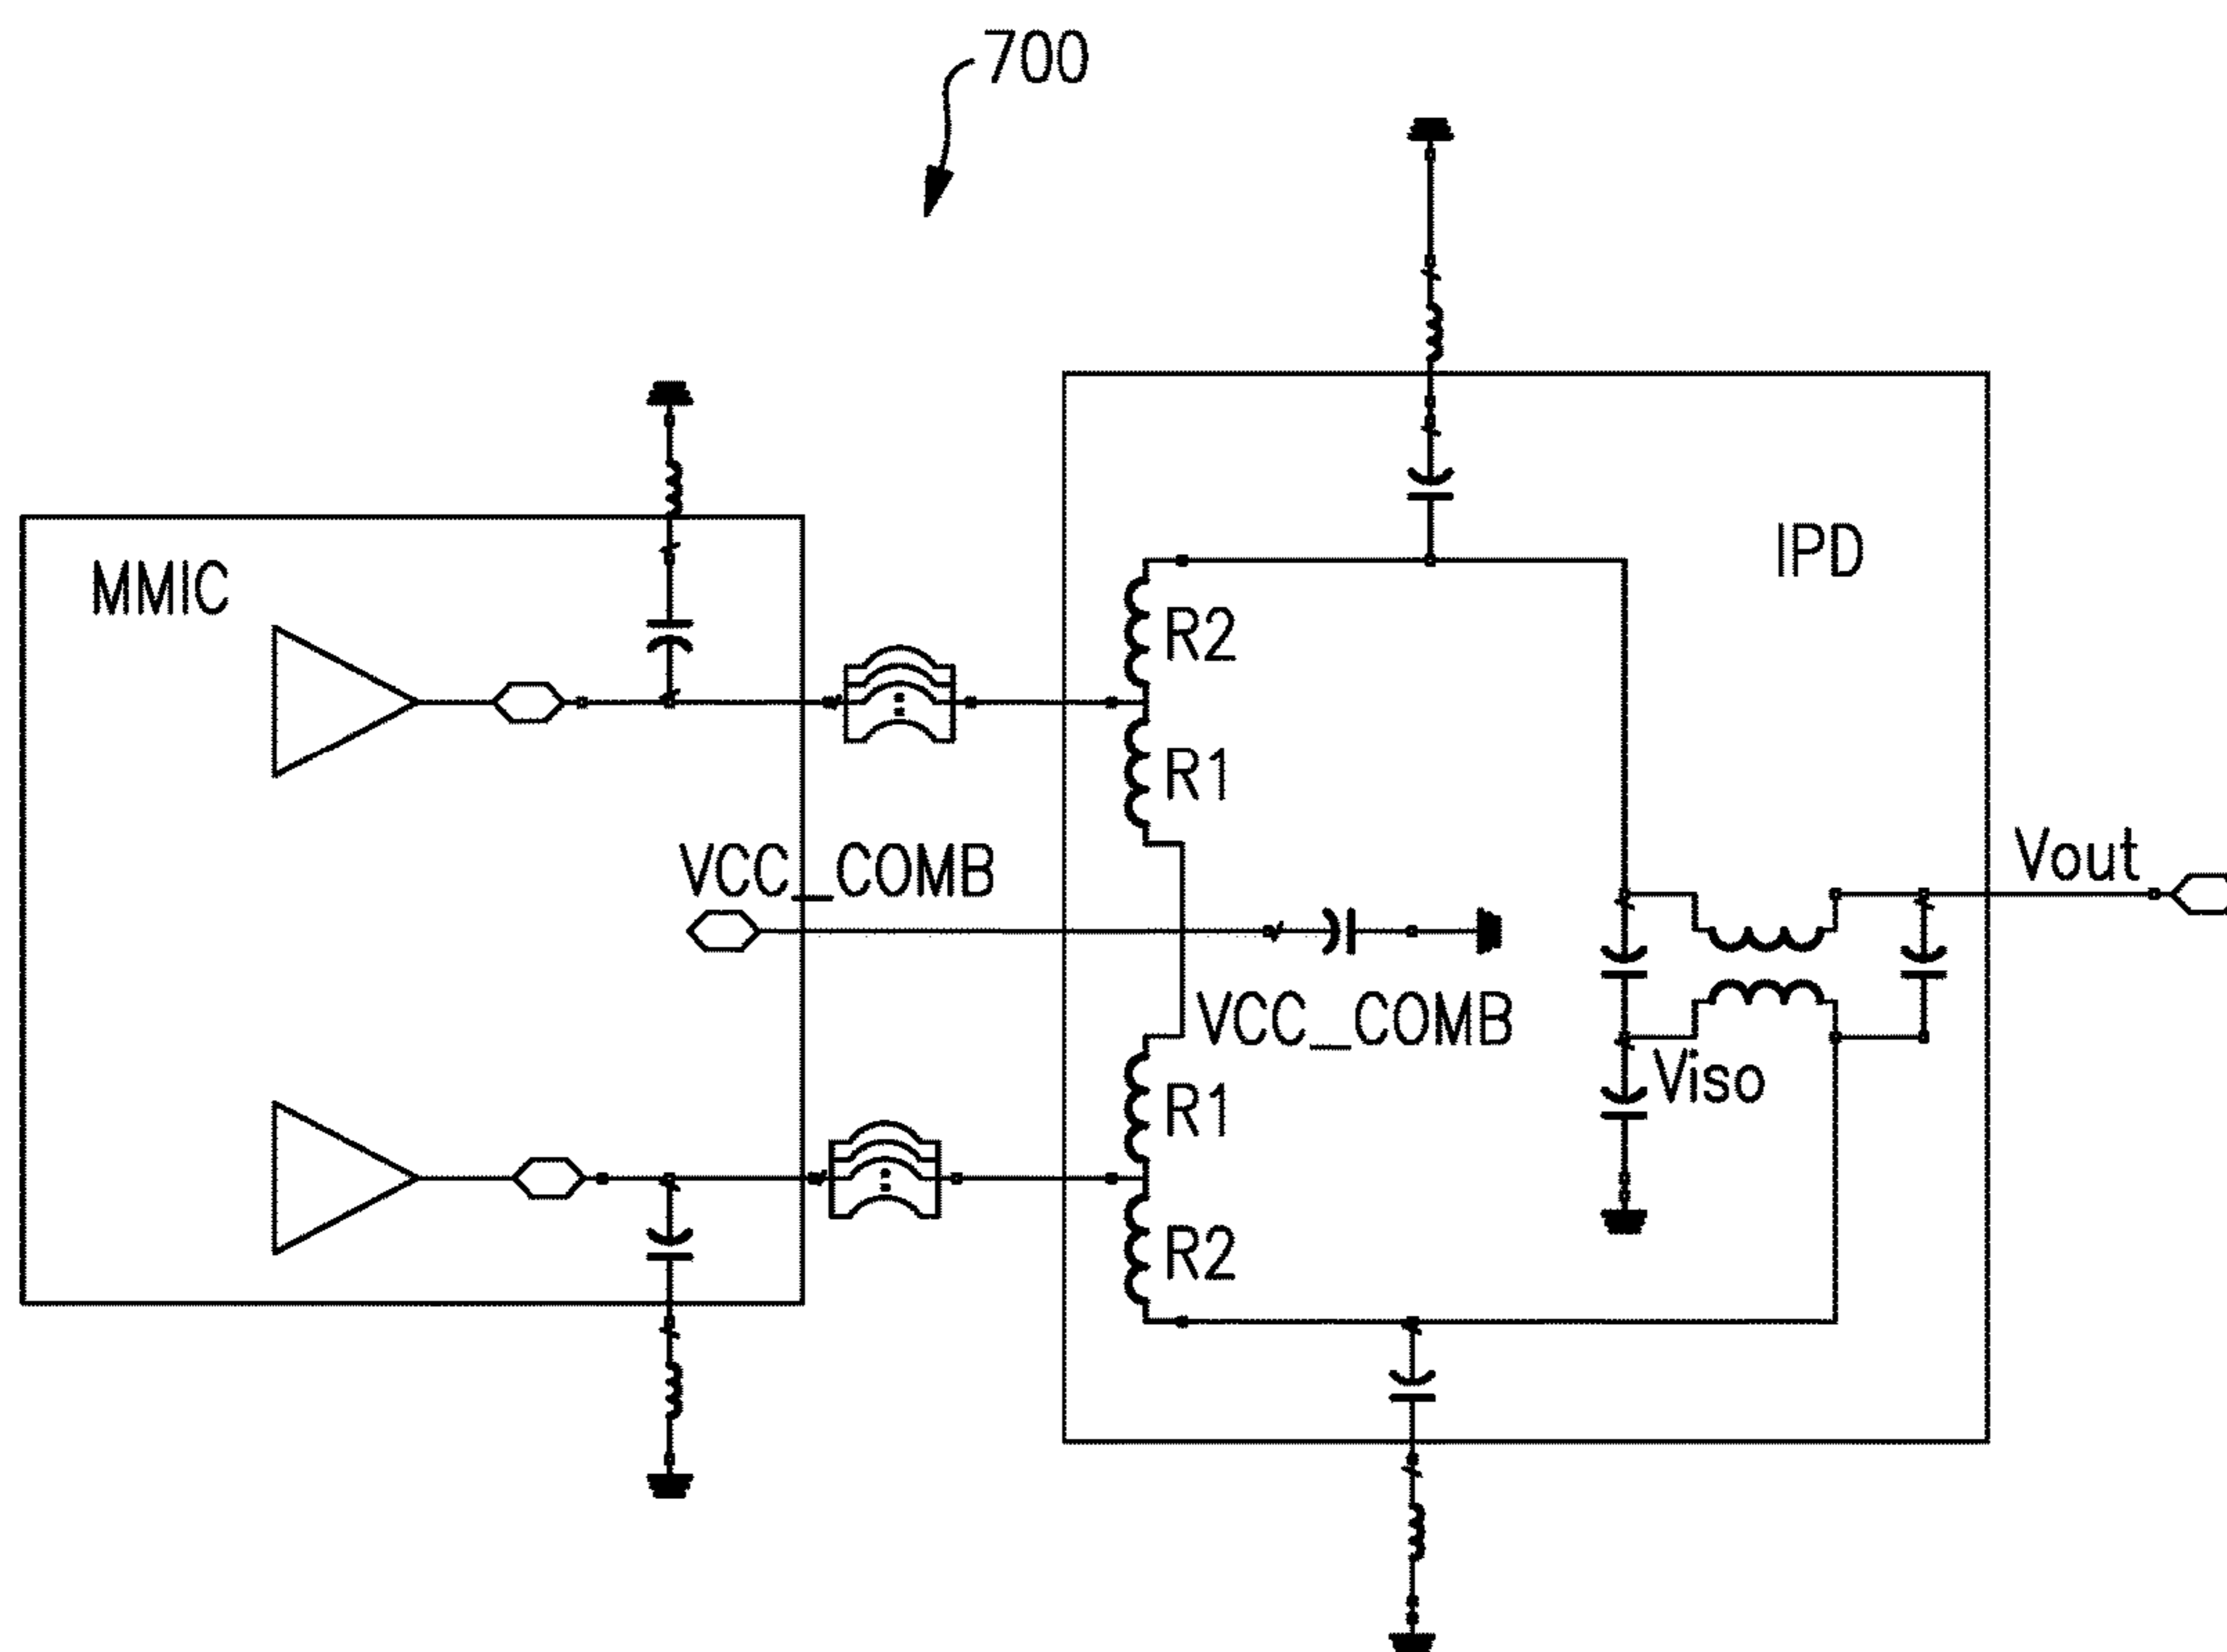 700
MMIC
IPD
R2
R1
VCC_COMB
Vout
VCC_COMB
Viso
R1
R2